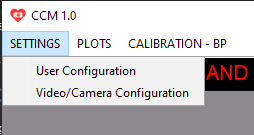 CCM 1.0
SETTINGS PLOTS CALIBRATION - BP
User Configuration
AND
Video/Camera Configuration